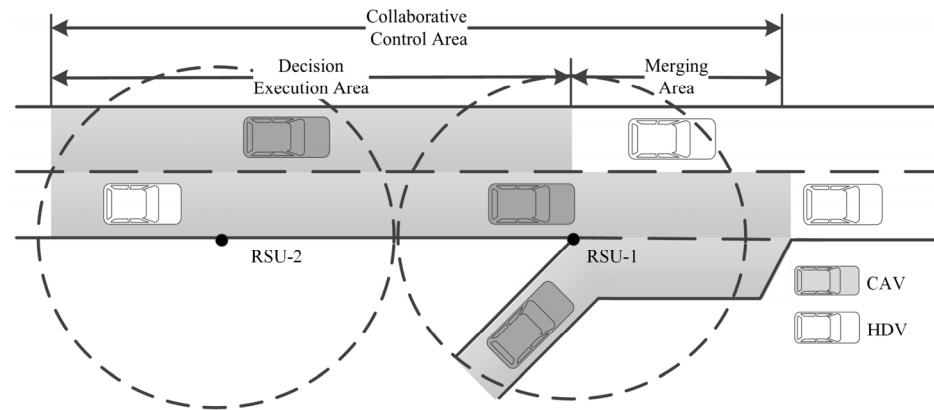 Collaborative
Control Area
Decision
Execution Area
Merging
Area
RSU-2
RSU-1
CAV
HDV